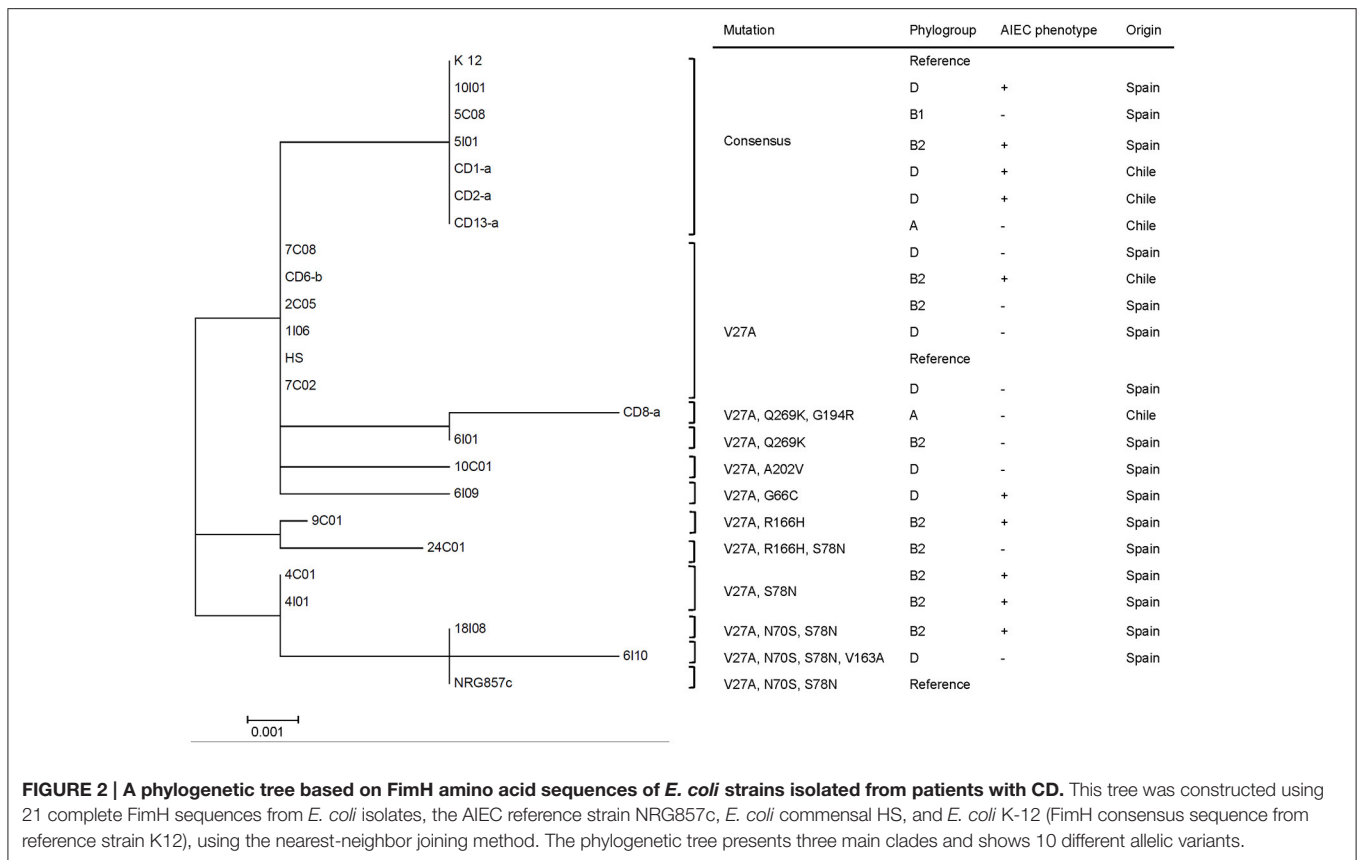 Mutation Phylogroup AIEC phenotype Origin
K 12 Reference
10I01 D + Spain
5C08 B1 - Spain
5I01 Consensus B2 + Spain
CD1-a D + Chile
CD2-a D + Chile
CD13-a A - Chile
7C08 D - Spain
CD6-b B2 + Chile
2C05 B2 - Spain
1I06 V27A D - Spain
HS Reference
7C02 D - Spain
CD8-a V27A, Q269K, G194R A - Chile
6I01 V27A, Q269K B2 - Spain
10C01 V27A, A202V D - Spain
6I09 V27A, G66C D + Spain
9C01 V27A, R166H B2 + Spain
24C01 V27A, R166H, S78N B2 - Spain
4C01 V27A, S78N B2 + Spain
4I01 B2 + Spain
18I08 V27A, N70S, S78N B2 + Spain
6I10 V27A, N70S, S78N, V163A D - Spain
NRG857c V27A, N70S, S78N Reference
0.001
FIGURE 2 | A phylogenetic tree based on FimH amino acid sequences of E. coli strains isolated from patients with CD. This tree was constructed using
21 complete FimH sequences from E. coli isolates, the AIEC reference strain NRG857c, E. coli commensal HS, and E. coli K-12 (FimH consensus sequence from
reference strain K12), using the nearest-neighbor joining method. The phylogenetic tree presents three main clades and shows 10 different allelic variants.